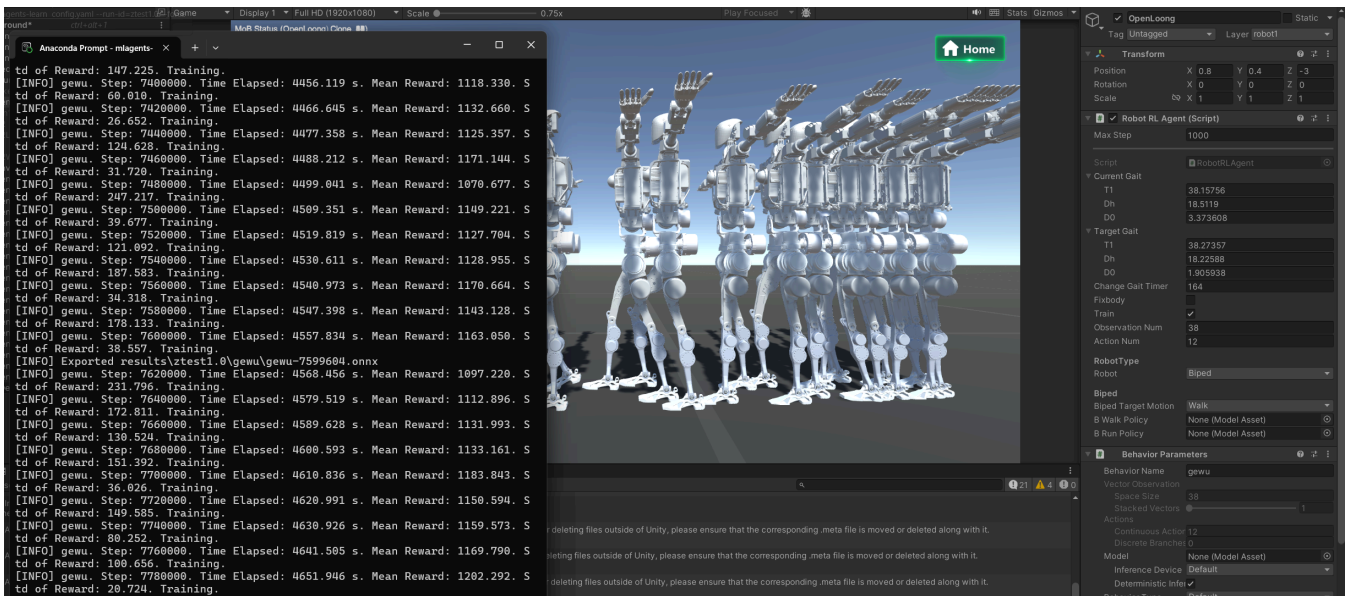 agents-learn config.yaml --run-id=ztest1.0
Game
Display 1
Full HD (1920x1080)
Scale
0.75x
Play Focused
Stats
Gizmos
ctrl+alt+f
MoB Status (OpenLoong) Clone
Anaconda Prompt - mlagents-
Home
td of Reward: 147.225. Training.
[INFO] gewu. Step: 7400000. Time Elapsed: 4456.119 s. Mean Reward: 1118.330. S
td of Reward: 60.010. Training.
[INFO] gewu. Step: 7420000. Time Elapsed: 4466.645 s. Mean Reward: 1132.660. S
td of Reward: 26.652. Training.
[INFO] gewu. Step: 7440000. Time Elapsed: 4477.358 s. Mean Reward: 1125.357. S
td of Reward: 124.628. Training.
[INFO] gewu. Step: 7460000. Time Elapsed: 4488.212 s. Mean Reward: 1171.144. S
td of Reward: 31.720. Training.
[INFO] gewu. Step: 7480000. Time Elapsed: 4499.041 s. Mean Reward: 1070.677. S
td of Reward: 247.217. Training.
[INFO] gewu. Step: 7500000. Time Elapsed: 4509.351 s. Mean Reward: 1149.221. S
td of Reward: 39.677. Training.
[INFO] gewu. Step: 7520000. Time Elapsed: 4519.819 s. Mean Reward: 1127.704. S
td of Reward: 121.092. Training.
[INFO] gewu. Step: 7540000. Time Elapsed: 4530.611 s. Mean Reward: 1128.955. S
td of Reward: 187.583. Training.
[INFO] gewu. Step: 7560000. Time Elapsed: 4540.973 s. Mean Reward: 1170.664. S
td of Reward: 34.318. Training.
[INFO] gewu. Step: 7580000. Time Elapsed: 4547.398 s. Mean Reward: 1143.128. S
td of Reward: 178.133. Training.
[INFO] gewu. Step: 7600000. Time Elapsed: 4557.834 s. Mean Reward: 1163.050. S
td of Reward: 38.557. Training.
[INFO] Exported results\ztest1.0\gewu\gewu-7599604.onnx
[INFO] gewu. Step: 7620000. Time Elapsed: 4568.456 s. Mean Reward: 1097.220. S
td of Reward: 231.796. Training.
[INFO] gewu. Step: 7640000. Time Elapsed: 4579.519 s. Mean Reward: 1112.896. S
td of Reward: 172.811. Training.
[INFO] gewu. Step: 7660000. Time Elapsed: 4589.628 s. Mean Reward: 1131.993. S
td of Reward: 130.524. Training.
[INFO] gewu. Step: 7680000. Time Elapsed: 4600.593 s. Mean Reward: 1133.161. S
td of Reward: 151.392. Training.
[INFO] gewu. Step: 7700000. Time Elapsed: 4610.836 s. Mean Reward: 1183.843. S
td of Reward: 36.026. Training.
[INFO] gewu. Step: 7720000. Time Elapsed: 4620.991 s. Mean Reward: 1150.594. S
td of Reward: 149.585. Training.
[INFO] gewu. Step: 7740000. Time Elapsed: 4630.926 s. Mean Reward: 1159.573. S
td of Reward: 80.252. Training.
[INFO] gewu. Step: 7760000. Time Elapsed: 4641.505 s. Mean Reward: 1169.790. S
td of Reward: 100.656. Training.
[INFO] gewu. Step: 7780000. Time Elapsed: 4651.946 s. Mean Reward: 1202.292. S
td of Reward: 20.724. Training.
21 4 0
deleting files outside of Unity, please ensure that the corresponding .meta file is moved or deleted along with it.
eleting files outside of Unity, please ensure that the corresponding .meta file is moved or deleted along with it.
deleting files outside of Unity, please ensure that the corresponding .meta file is moved or deleted along with it.
OpenLoong Static
Tag Untagged Layer robot1
Transform
Position X 0.8 Y 0.4 Z -3
Rotation X 0 Y 0 Z 0
Scale X 1 Y 1 Z 1
Robot RL Agent (Script)
Max Step 1000
Script RobotRLAgent
Current Gait
T1 38.15756
Dh 18.5119
D0 3.373608
Target Gait
T1 38.27357
Dh 18.22588
D0 1.905938
Change Gait Timer 164
Fixbody
Train
Observation Num 38
Action Num 12
RobotType
Robot Biped
Biped
Biped Target Motion Walk
B Walk Policy None (Model Asset)
B Run Policy None (Model Asset)
Behavior Parame
Behavior Name gewu
Vector Observation
Space Size 38
Stacked Vectors 1
Actions
Continuous Action 12
Discrete Branches 0
Model None (Model Asset)
Inference Device Default
Deterministic Infer